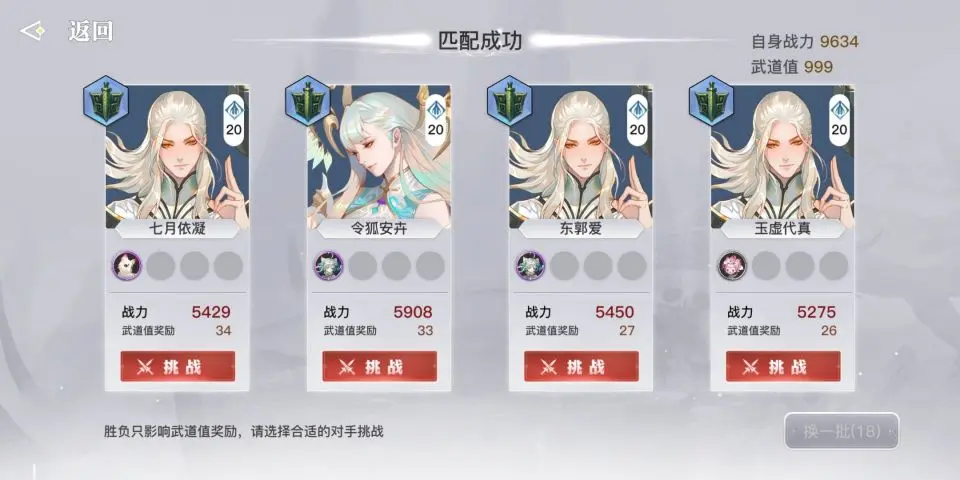 返回
匹配成功
自身战力 9634
武道值 999
20
20
20
20
七月依凝
令狐安卉
东郭爱
玉虚代真
战力 5429
武道值奖励 34
挑战
战力 5908
武道值奖励 33
挑战
战力 5450
武道值奖励 27
挑战
战力 5275
武道值奖励 26
挑战
胜负只影响武道值奖励，请选择合适的对手挑战
换一批(18)